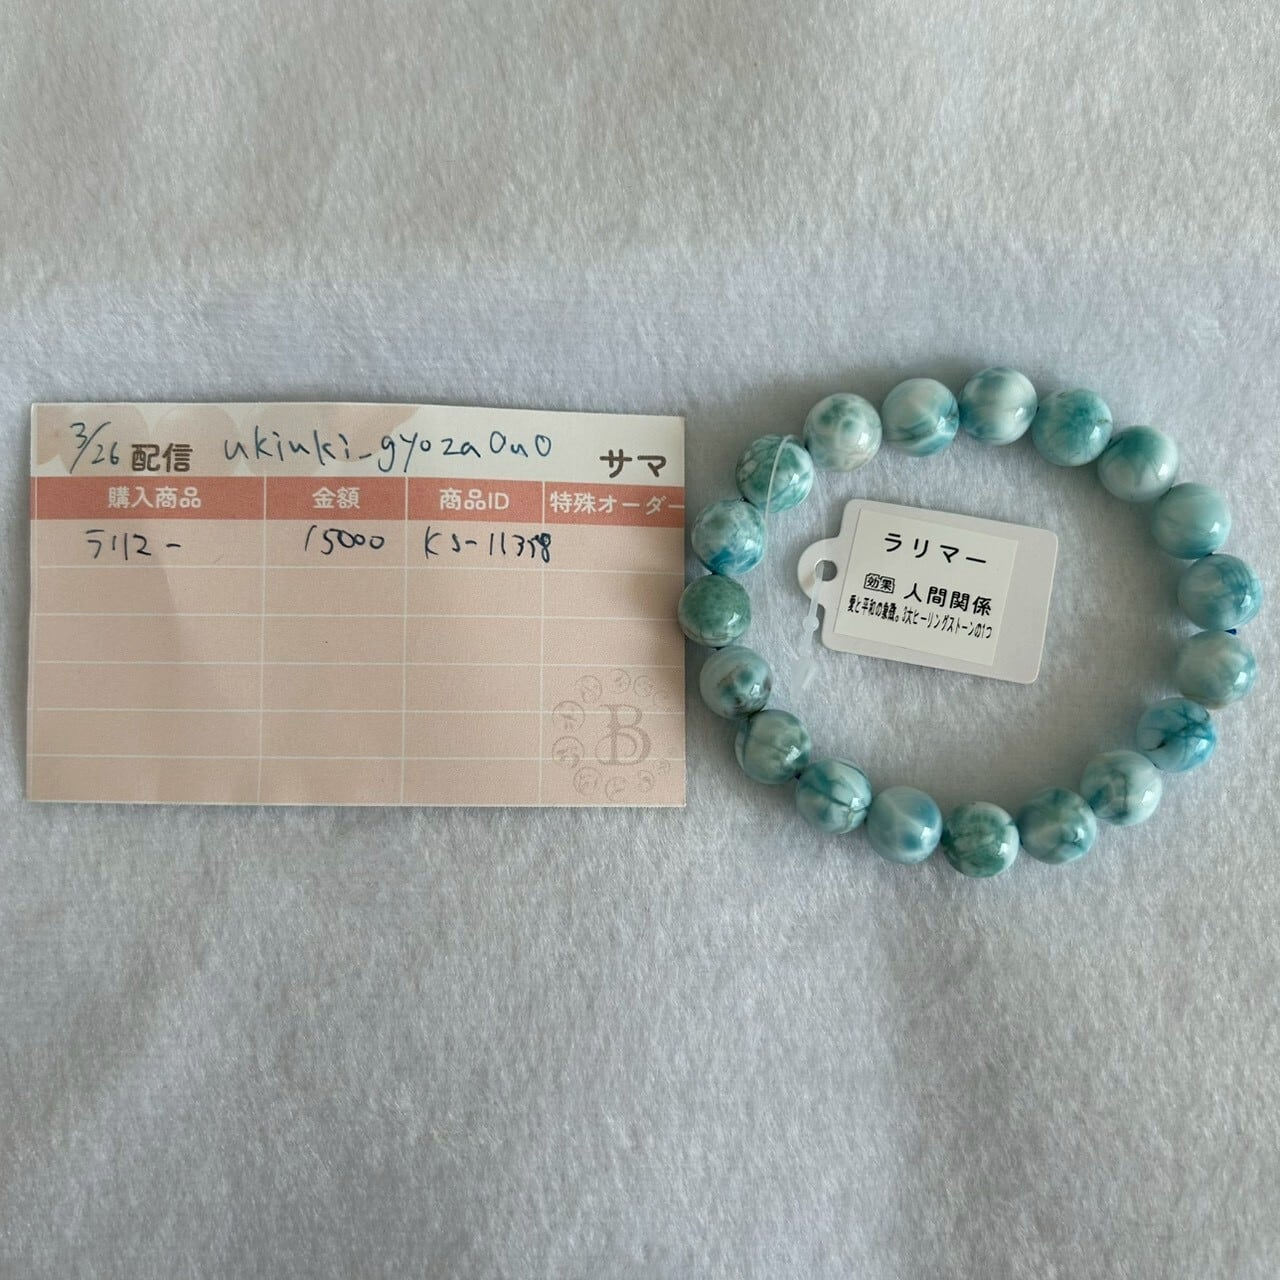 3/26 配信 ukiuki_gyoza0u0 サマ
購入商品 金額 商品ID 特殊オーダー
ラリマー 15000 KS-11358
B
ラリマー
効果 人間関係
愛と平和の象徴。3大ヒーリングストーンの1つ